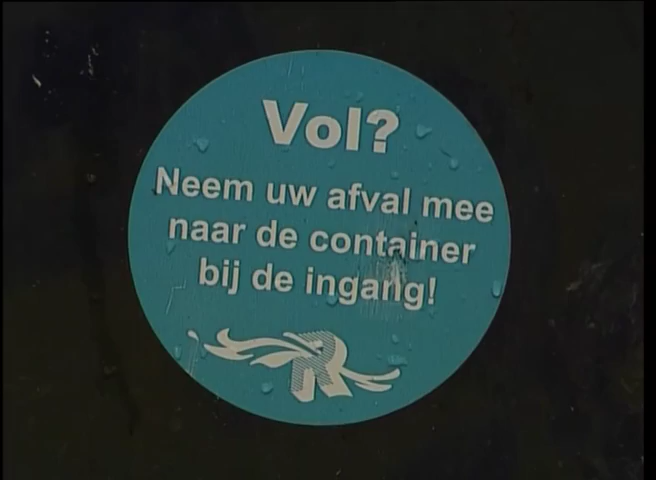 Vol?
Neem uw afval mee
naar de container
bij de ingang!
R